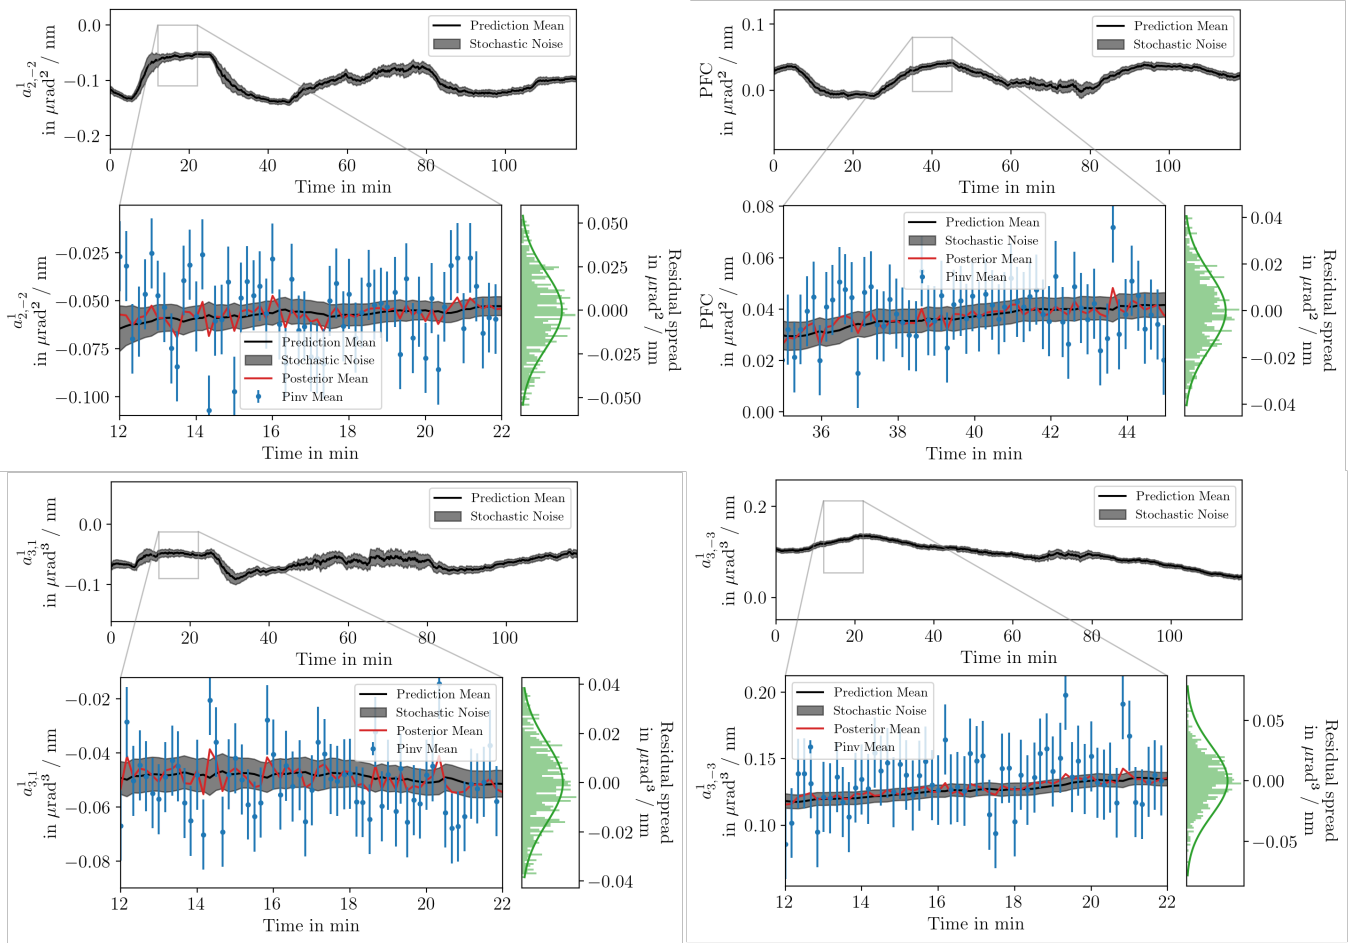 0.0
−0.1
−0.2
a¹₂,₋₂
in μrad² / nm
Prediction Mean
Stochastic Noise
0 20 40 60 80 100
Time in min
−0.025
−0.050
−0.075
−0.100
a¹₂,₋₂
in μrad² / nm
Prediction Mean
Stochastic Noise
Posterior Mean
Pinv Mean
12 14 16 18 20 22
Time in min
0.050
0.025
0.000
−0.025
−0.050
Residual spread
in μrad² / nm
0.1
0.0
PFC
in μrad² / nm
Prediction Mean
Stochastic Noise
0 20 40 60 80 100
Time in min
0.08
0.06
0.04
0.02
0.00
PFC
in μrad² / nm
Prediction Mean
Stochastic Noise
Posterior Mean
Pinv Mean
36 38 40 42 44
Time in min
0.04
0.02
0.00
−0.02
−0.04
Residual spread
in μrad² / nm
0.0
−0.1
a¹₃,₁
in μrad³ / nm
Prediction Mean
Stochastic Noise
0 20 40 60 80 100
Time in min
−0.02
−0.04
−0.06
−0.08
a¹₃,₁
in μrad³ / nm
Prediction Mean
Stochastic Noise
Posterior Mean
Pinv Mean
12 14 16 18 20 22
Time in min
0.04
0.02
0.00
−0.02
−0.04
Residual spread
in μrad³ / nm
0.2
0.0
a¹₃,₋₃
in μrad³ / nm
Prediction Mean
Stochastic Noise
0 20 40 60 80 100
Time in min
0.20
0.15
0.10
a¹₃,₋₃
in μrad³ / nm
Prediction Mean
Stochastic Noise
Posterior Mean
Pinv Mean
12 14 16 18 20 22
Time in min
0.05
0.00
−0.05
Residual spread
in μrad³ / nm